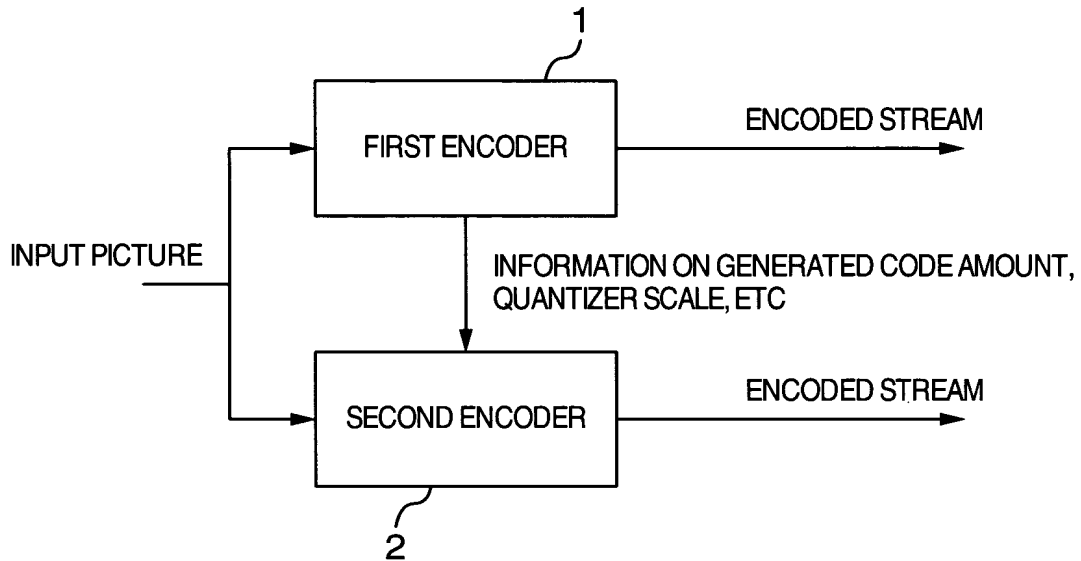 1
FIRST ENCODER
ENCODED STREAM
INPUT PICTURE
INFORMATION ON GENERATED CODE AMOUNT,
QUANTIZER SCALE, ETC
SECOND ENCODER
ENCODED STREAM
2